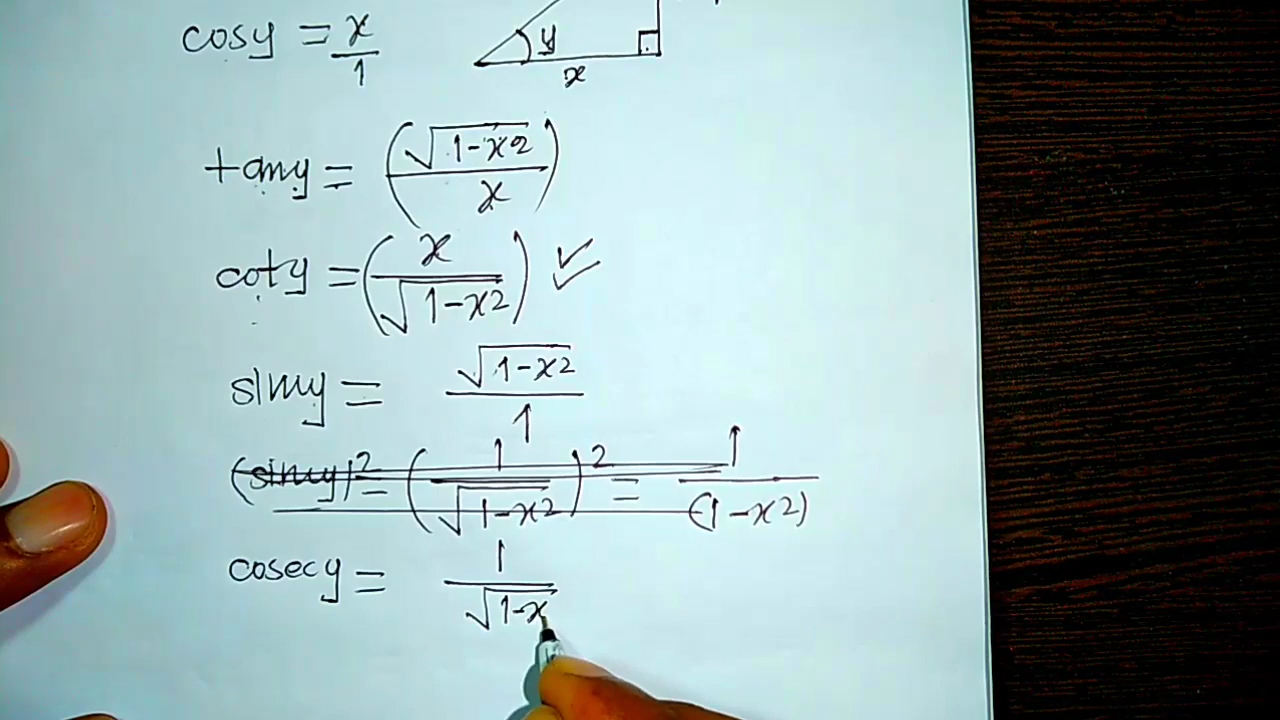 cosy = x/1
y
x
tany = (√(1-x2)/x)
coty = (x/√(1-x2))
siny = √(1-x2)/1
(siny)2 = (1/√(1-x2))2 = 1/(1-x2)
cosecy = 1/√(1-x